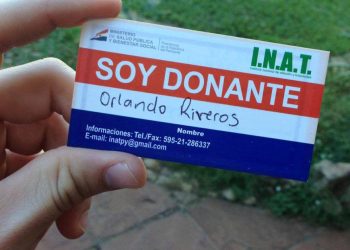 MINISTERIO
DE SALUD PUBLICA
Y BIENESTAR SOCIAL
I.N.A.T.
SOY DONANTE
Orlando Riveros
Nombre
Informaciones: Tel./Fax: 595-21-286337
E-mail: inatpy@gmail.com